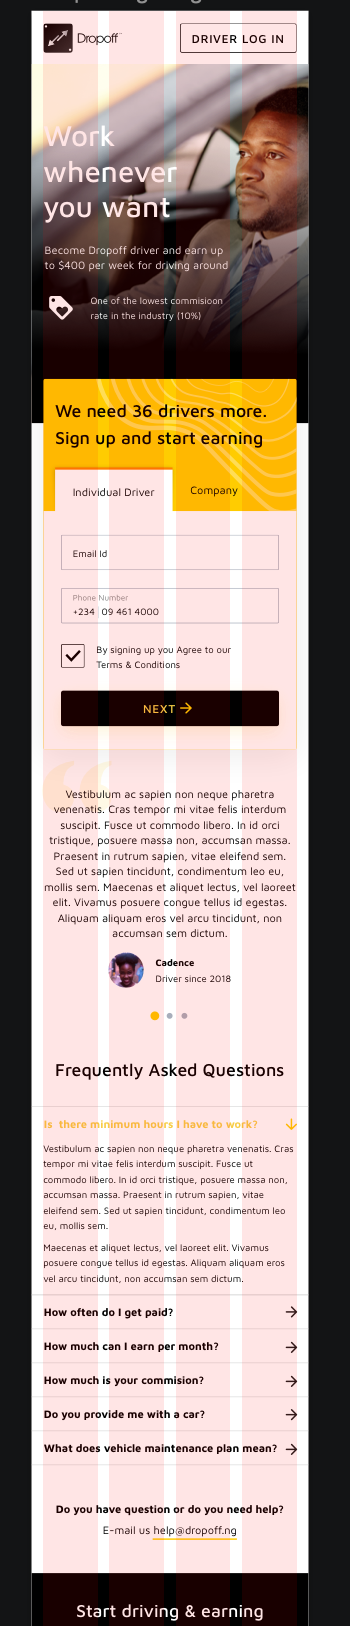 Dropoff
DRIVER LOG IN
Work
whenever
you want
Become Dropoff driver and earn up
to $400 per week for driving around
One of the lowest commisioon
rate in the industry (10%)
We need 36 drivers more.
Sign up and start earning
Individual Driver
Company
Email Id
Phone Number
+234 09 461 4000
By signing up you Agree to our
Terms & Conditions
NEXT
Vestibulum ac sapien non neque pharetra
venenatis. Cras tempor mi vitae felis interdum
suscipit. Fusce ut commodo libero. In id orci
tristique, posuere massa non, accumsan massa.
Praesent in rutrum sapien, vitae eleifend sem.
Sed ut sapien tincidunt, condimentum leo eu,
mollis sem. Maecenas et aliquet lectus, vel laoreet
elit. Vivamus posuere congue tellus id egestas.
Aliquam aliquam eros vel arcu tincidunt, non
accumsan sem dictum.
Cadence
Driver since 2018
Frequently Asked Questions
Is there minimum hours I have to work?
Vestibulum ac sapien non neque pharetra venenatis. Cras
tempor mi vitae felis interdum suscipit. Fusce ut
commodo libero. In id orci tristique, posuere massa non,
accumsan massa. Praesent in rutrum sapien, vitae
eleifend sem. Sed ut sapien tincidunt, condimentum leo
eu, mollis sem.
Maecenas et aliquet lectus, vel laoreet elit. Vivamus
posuere congue tellus id egestas. Aliquam aliquam eros
vel arcu tincidunt, non accumsan sem dictum.
How often do I get paid?
How much can I earn per month?
How much is your commision?
Do you provide me with a car?
What does vehicle maintenance plan mean?
Do you have question or do you need help?
E-mail us help@dropoff.ng
Start driving & earning